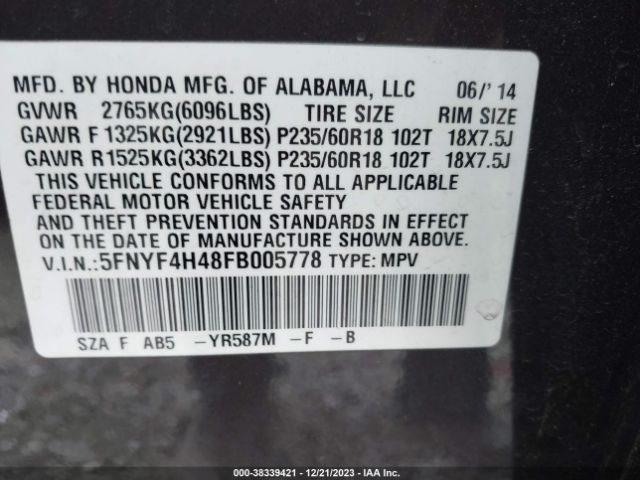 MFD. BY HONDA MFG. OF ALABAMA, LLC 06/'14
GVWR 2765KG(6096LBS) TIRE SIZE RIM SIZE
GAWR F 1325KG(2921LBS) P235/60R18 102T 18X7.5J
GAWR R1525KG(3362LBS) P235/60R18 102T 18X7.5J
THIS VEHICLE CONFORMS TO ALL APPLICABLE
FEDERAL MOTOR VEHICLE SAFETY
AND THEFT PREVENTION STANDARDS IN EFFECT
ON THE DATE OF MANUFACTURE SHOWN ABOVE.
V.I.N.:5FNYF4H48FB005778 TYPE: MPV
SZA F AB5 -YR587M -F -B
000-38339421 - 12/21/2023 - IAA Inc.